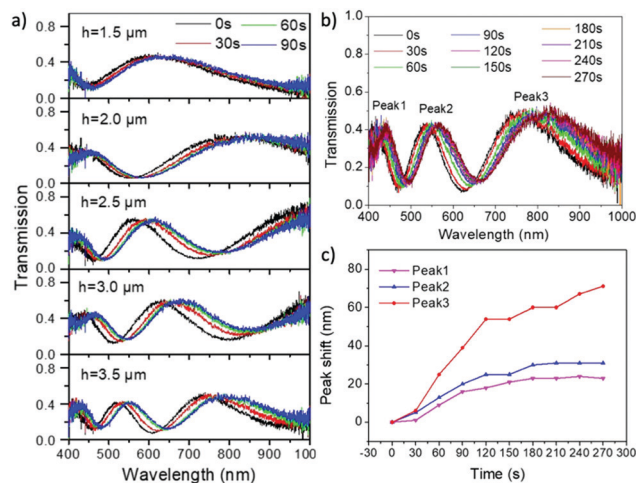 a)
0s 60s
30s 90s
h=1.5 µm
h=2.0 µm
h=2.5 µm
h=3.0 µm
h=3.5 µm
0.8
0.4
0.0
0.8
0.4
0.0
0.8
0.4
0.0
0.8
0.4
0.0
0.8
0.4
0.0
Transmission
400 500 600 700 800 900 1000
Wavelength (nm)
b)
0s 90s 180s
30s 120s 210s
60s 150s 240s
270s
Peak1 Peak2 Peak3
1.0
0.8
0.6
0.4
0.2
0.0
Transmission
400 500 600 700 800 900 1000
Wavelength (nm)
c)
Peak1
Peak2
Peak3
80
60
40
20
0
Peak shift (nm)
-30 0 30 60 90 120 150 180 210 240 270 300
Time (s)